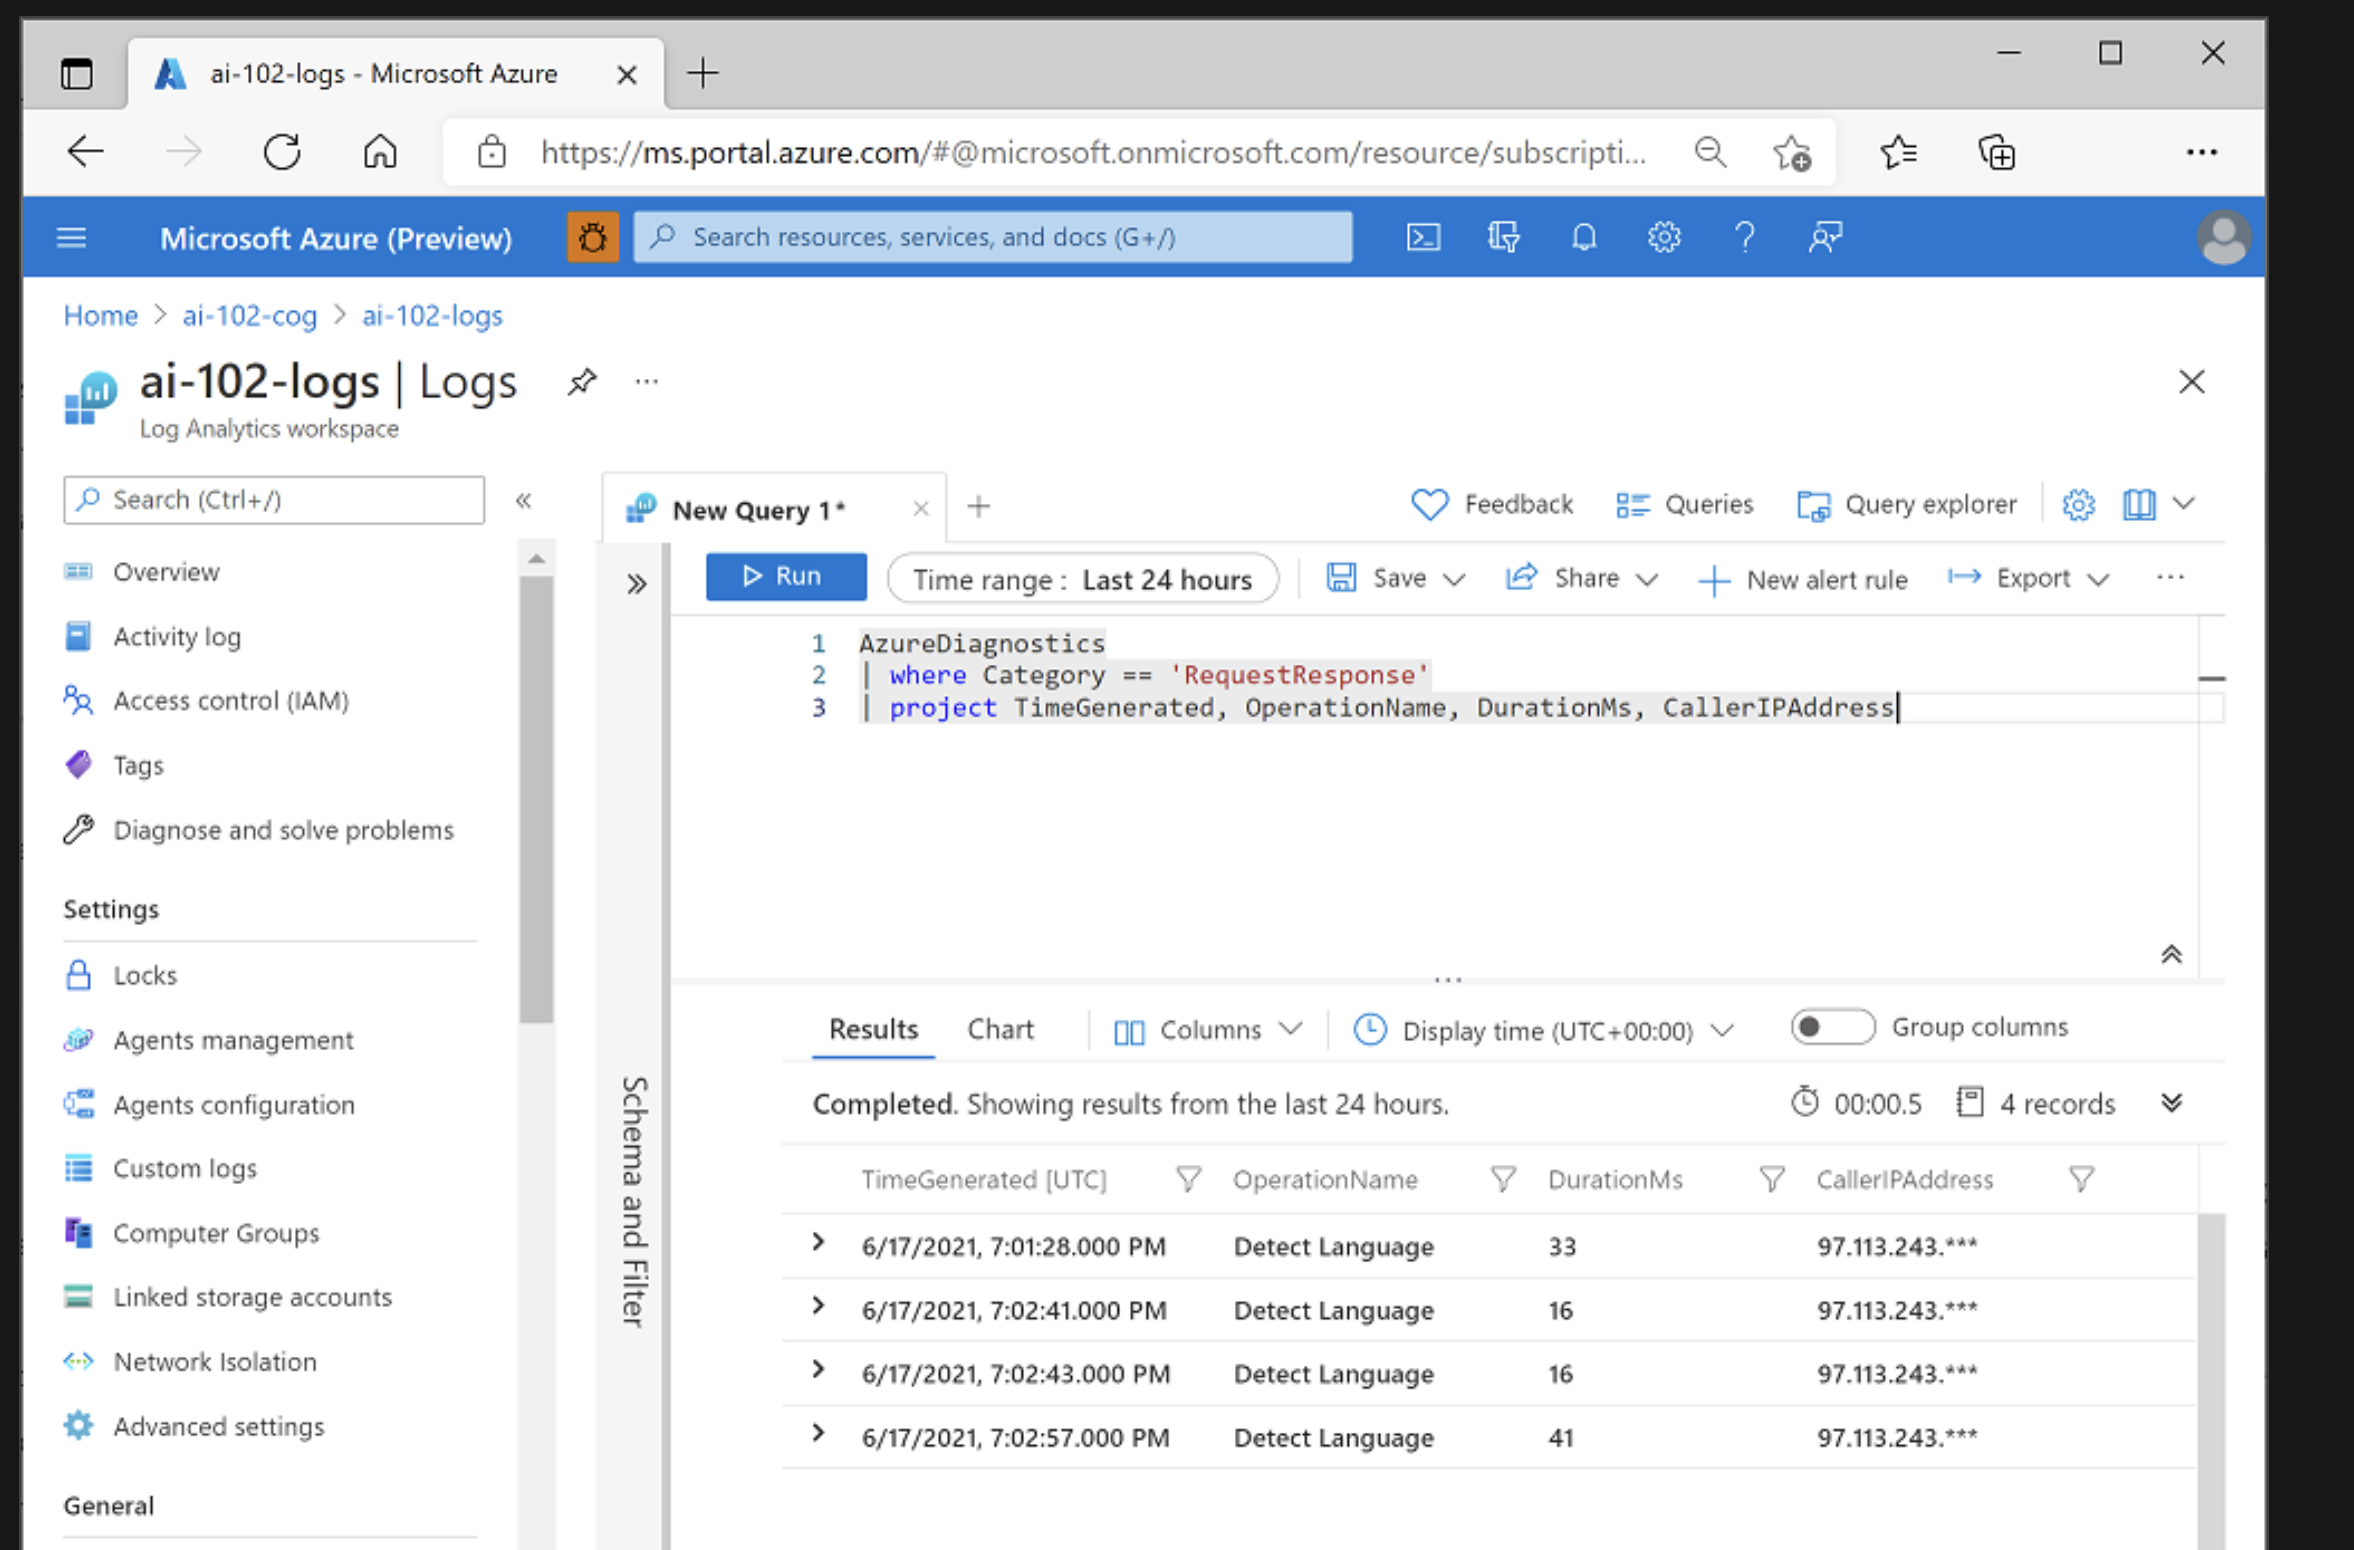 ai-102-logs - Microsoft Azure
https://ms.portal.azure.com/#@microsoft.onmicrosoft.com/resource/subscripti...
Microsoft Azure (Preview)
Search resources, services, and docs (G+/)
Home > ai-102-cog > ai-102-logs
ai-102-logs | Logs
Log Analytics workspace
Search (Ctrl+/)
Overview
Activity log
Access control (IAM)
Tags
Diagnose and solve problems
Settings
Locks
Agents management
Agents configuration
Custom logs
Computer Groups
Linked storage accounts
Network Isolation
Advanced settings
General
Schema and Filter
New Query 1*
Feedback
Queries
Query explorer
Run
Time range : Last 24 hours
Save
Share
New alert rule
Export
1 AzureDiagnostics
2 | where Category == 'RequestResponse'
3 | project TimeGenerated, OperationName, DurationMs, CallerIPAddress
Results
Chart
Columns
Display time (UTC+00:00)
Group columns
Completed. Showing results from the last 24 hours.
00:00.5
4 records
TimeGenerated [UTC] OperationName DurationMs CallerIPAddress
6/17/2021, 7:01:28.000 PM Detect Language 33 97.113.243.***
6/17/2021, 7:02:41.000 PM Detect Language 16 97.113.243.***
6/17/2021, 7:02:43.000 PM Detect Language 16 97.113.243.***
6/17/2021, 7:02:57.000 PM Detect Language 41 97.113.243.***